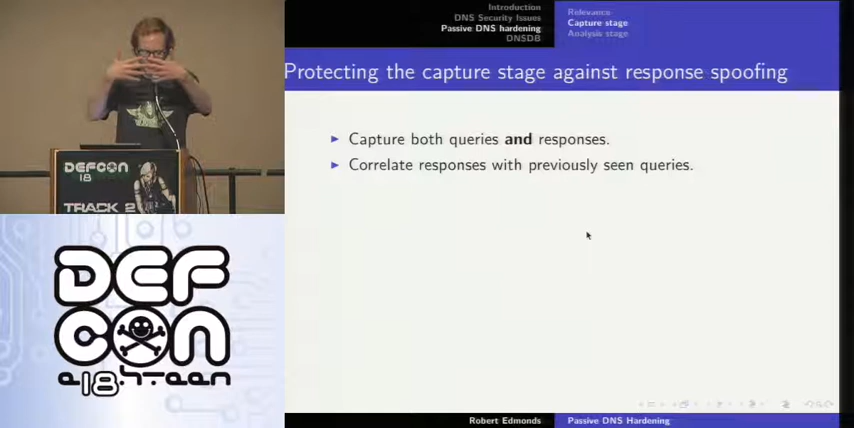 Introduction
DNS Security Issues
Passive DNS hardening
DNSDB
Relevance
Capture stage
Analysis stage
Protecting the capture stage against response spoofing
Capture both queries and responses.
Correlate responses with previously seen queries.
DEFCON
18
TRACK 2
DEF
CON
e18.hteen
Robert Edmonds
Passive DNS Hardening